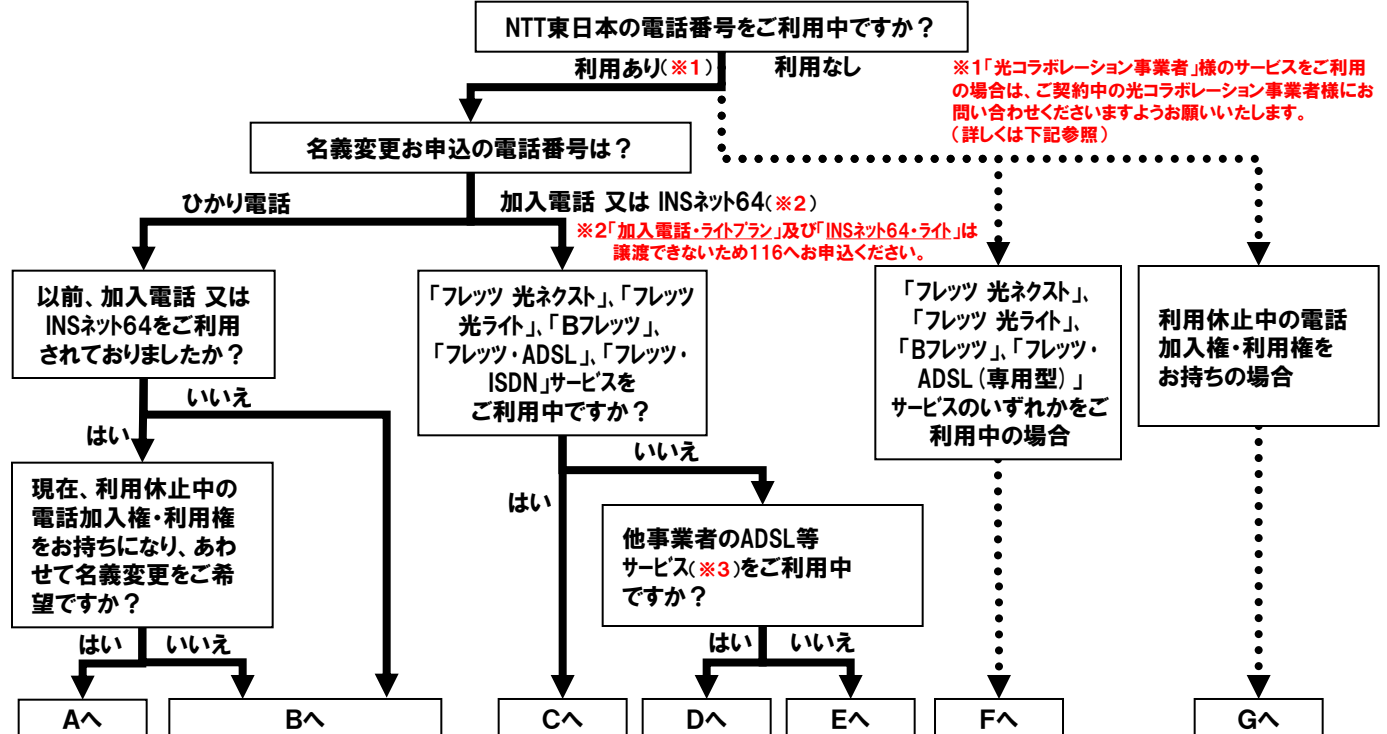 NTT東日本の電話番号をご利用中ですか？
利用あり(※1)
利用なし
※1「光コラボレーション事業者」様のサービスをご利用
の場合は、ご契約中の光コラボレーション事業者様にお
問い合わせくださいますようお願いいたします。
（詳しくは下記参照）
名義変更お申込の電話番号は？
ひかり電話
加入電話 又は INSネット64(※2)
※2「加入電話・ライトプラン」及び「INSネット64・ライト」は
譲渡できないため116へお申込ください。
以前、加入電話 又は
INSネット64をご利用
されておりましたか？
「フレッツ 光ネクスト」、「フレッツ
光ライト」、「Bフレッツ」、
「フレッツ・ADSL」、「フレッツ・
ISDN」サービスを
ご利用中ですか？
「フレッツ 光ネクスト」、
「フレッツ 光ライト」、
「Bフレッツ」、「フレッツ・
ADSL（専用型）」
サービスのいずれかをご
利用中の場合
利用休止中の電話
加入権・利用権を
お持ちの場合
いいえ
はい
現在、利用休止中の
電話加入権・利用権
をお持ちになり、あわ
せて名義変更をご希
望ですか？
いいえ
はい
他事業者のADSL等
サービス(※3)をご利用中
ですか？
はい
いいえ
はい
いいえ
Aへ
Bへ
Cへ
Dへ
Eへ
Fへ
Gへ